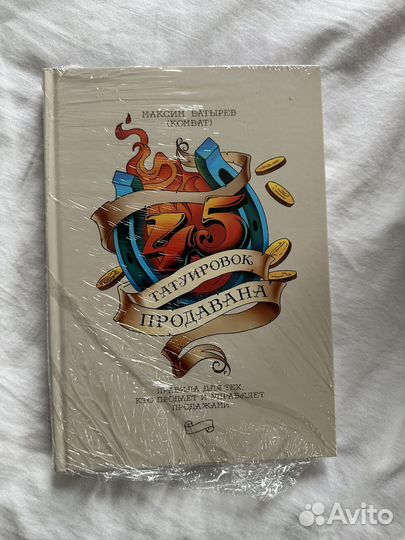 МАКСИМ БАТЫРЕВ
(КОМБАТ)
45
ТАТУИРОВОК
ПРОДАВАНА
ПРАВИЛА ДЛЯ ТЕХ,
КТО ПРОДАЕТ И УПРАВЛЯЕТ
ПРОДАЖАМИ
Avito